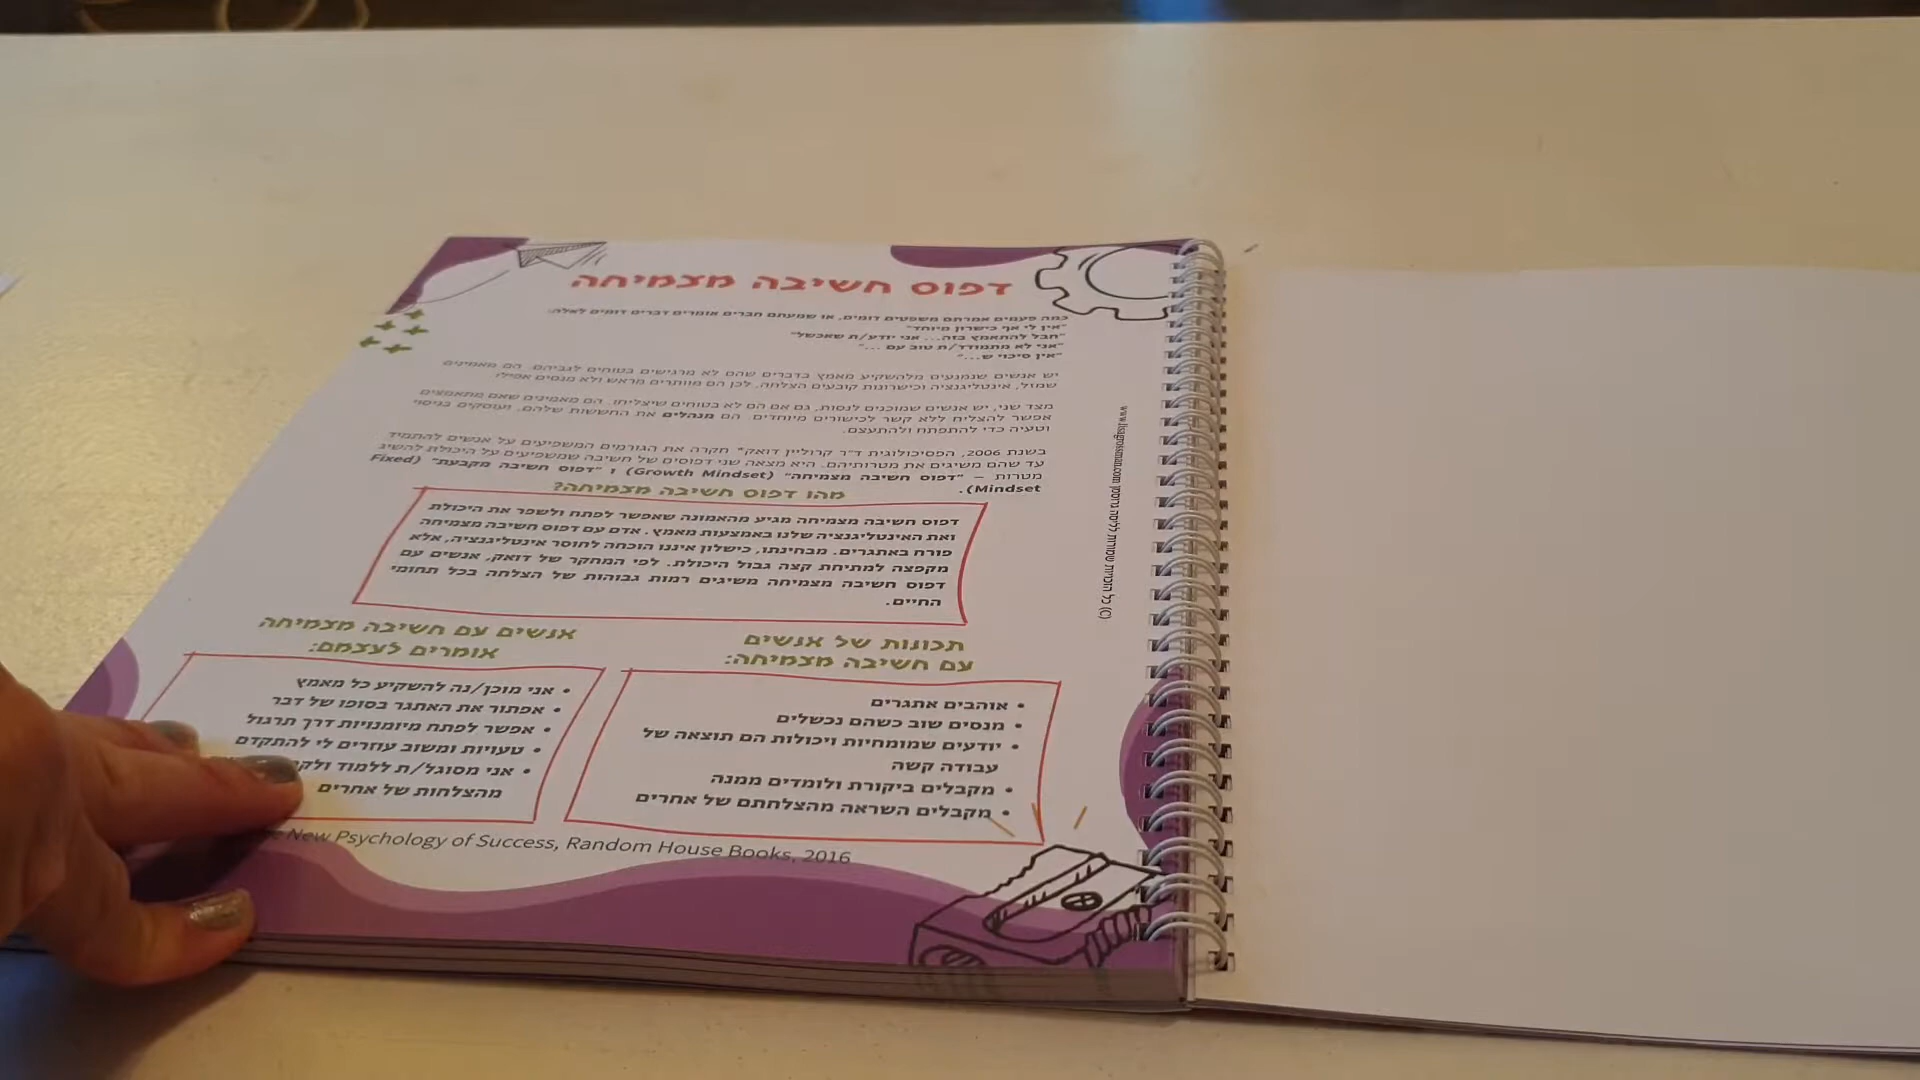 דפוס חשיבה מצמיחה
כמה פעמים אמרתם משפטים דומים, או שמעתם חברים אומרים דברים דומים לאלה:
"אין לי אף כישרון מיוחד"
"חבל להתאמץ בזה... אני יודע/ת שאכשל"
"אני לא מתמודד/ת טוב עם ..."
"אין סיכוי ש..."
יש אנשים שנמנעים מלהשקיע מאמץ בדברים שהם לא מרגישים בטוחים לגביהם. הם מאמינים
שמזל, אינטליגנציה וכישרונות קובעים הצלחה. לכן הם מוותרים מראש ולא מנסים אפילו
מצד שני, יש אנשים שמוכנים לנסות, גם אם הם לא בטוחים שיצליחו. הם מאמינים שאם מתאמצים
אפשר להצליח ללא קשר לכישורים מיוחדים. הם מנהלים את החששות שלהם, ועוסקים בניסוי
וטעיה כדי להתפתח ולהתעצם.
בשנת 2006, הפסיכולוגית ד"ר קרוליין דואק* חקרה את הגורמים המשפיעים על אנשים להתמיד
עד שהם משיגים את מטרותיהם. היא מצאה שני דפוסים של חשיבה שמשפיעים על היכולת להשיג
מטרות – "דפוס חשיבה מצמיחה" (Growth Mindset) ו "דפוס חשיבה מקבעת" (Fixed
Mindset).
מהו דפוס חשיבה מצמיחה?
דפוס חשיבה מצמיחה מגיע מהאמונה שאפשר לפתח ולשפר את היכולת
ואת האינטליגנציה שלנו באמצעות מאמץ. אדם עם דפוס חשיבה מצמיחה
פורח באתגרים. מבחינתו, כישלון איננו הוכחה לחוסר אינטליגנציה, אלא
מקפצה למתיחת קצה גבול היכולת. לפי המחקר של דואק, אנשים עם
דפוס חשיבה מצמיחה משיגים רמות גבוהות של הצלחה בכל תחומי
החיים.
תכונות של אנשים
עם חשיבה מצמיחה:
• אוהבים אתגרים
• מנסים שוב כשהם נכשלים
• יודעים שמומחיות ויכולות הם תוצאה של
עבודה קשה
• מקבלים ביקורת ולומדים ממנה
• מקבלים השראה מהצלחתם של אחרים
אנשים עם חשיבה מצמיחה
אומרים לעצמם:
• אני מוכן/נה להשקיע כל מאמץ
• אפתור את האתגר בסופו של דבר
• אפשר לפתח מיומנויות דרך תרגול
• טעויות ומשוב עוזרים לי להתקדם
• אני מסוגל/ת ללמוד
מהצלחות של אחרים
New Psychology of Success, Random House Books, 2016
(C) כל הזכויות שמורות לליסה גרוסמן www.lisagroisman.com